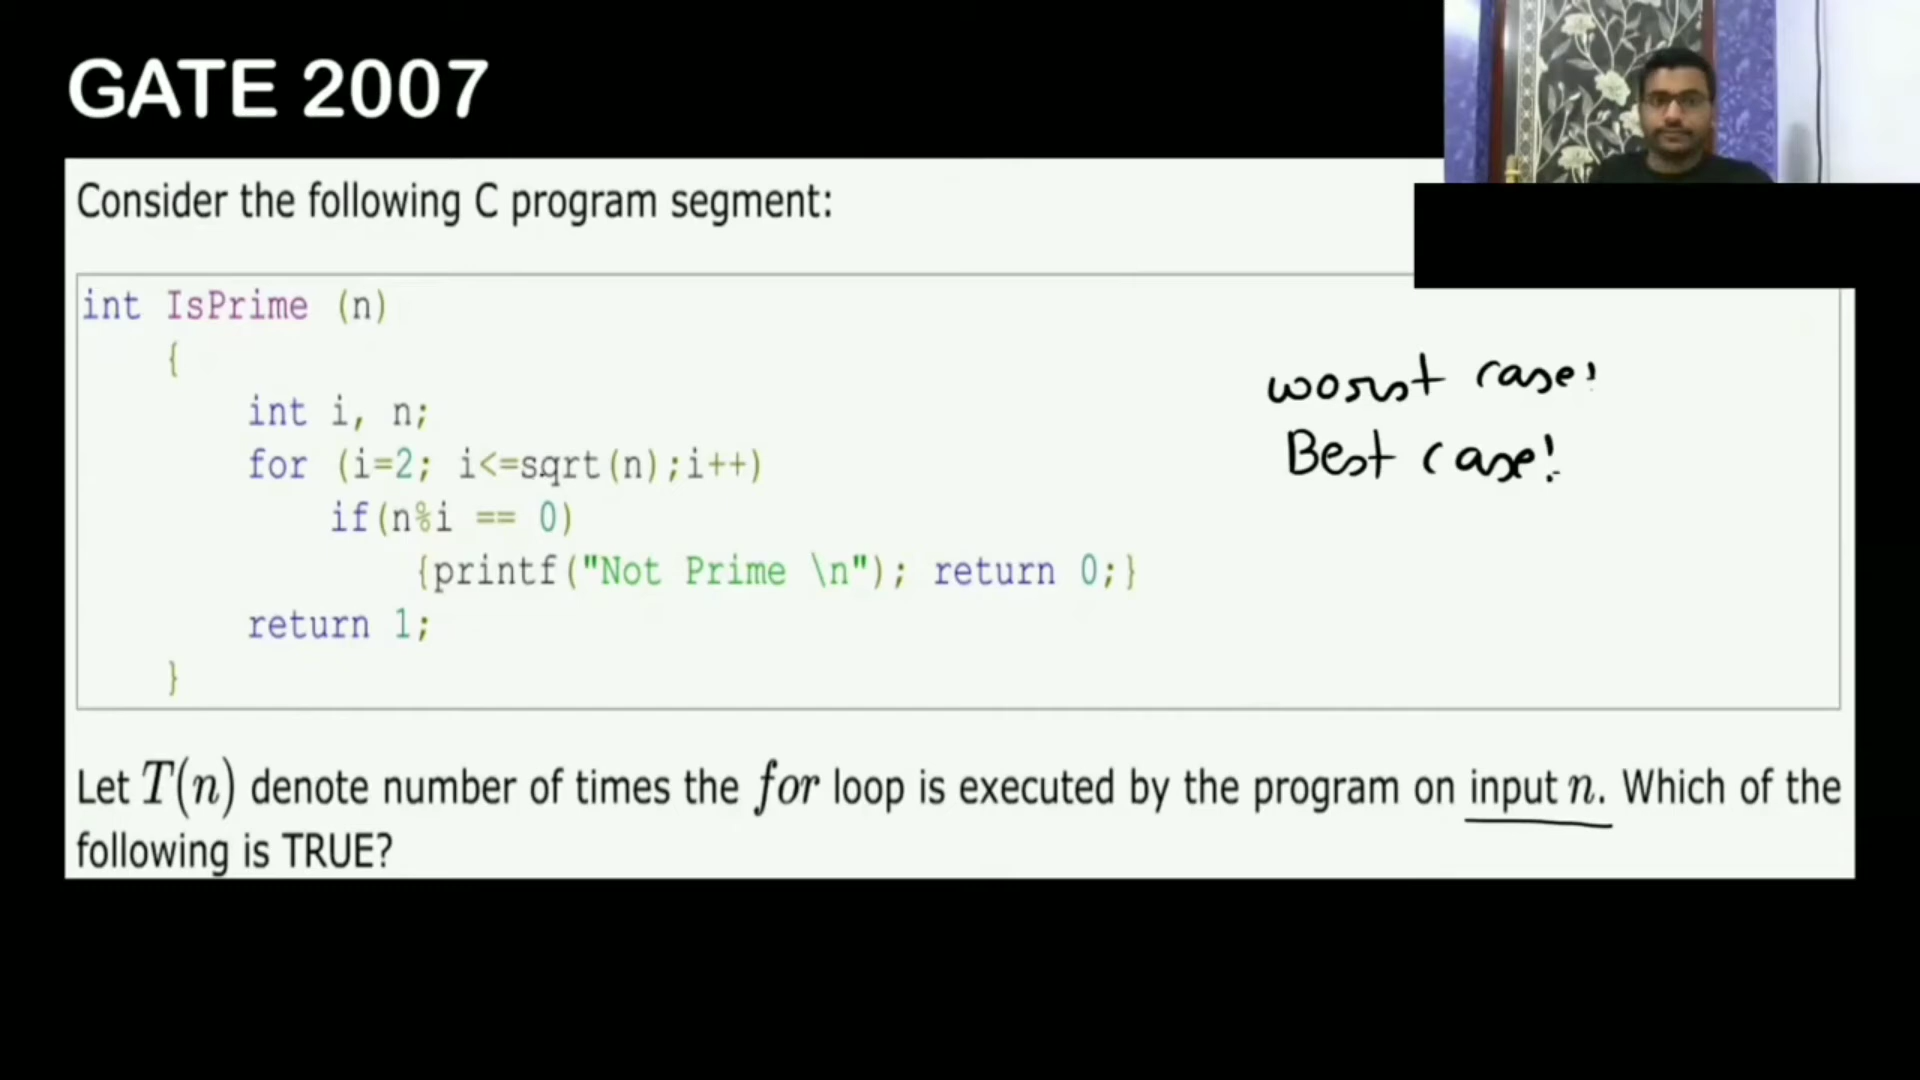 GATE 2007
Consider the following C program segment:
int IsPrime (n)
{
int i, n;
for (i=2; i<=sqrt(n);i++)
if(n%i == 0)
{printf("Not Prime \n"); return 0;}
return 1;
}
worst case:
Best case:
Let T(n) denote number of times the for loop is executed by the program on input n. Which of the
following is TRUE?